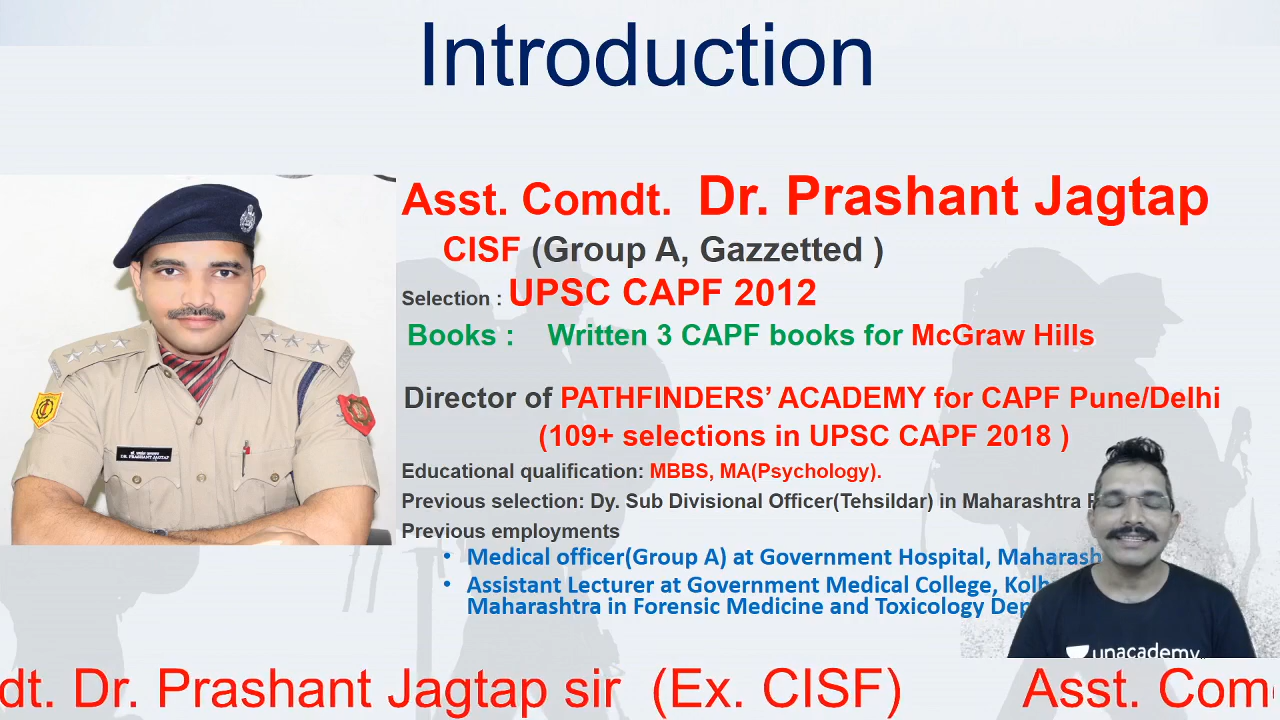 Introduction
Asst. Comdt. Dr. Prashant Jagtap
CISF (Group A, Gazzetted )
Selection : UPSC CAPF 2012
Books : Written 3 CAPF books for McGraw Hills
Director of PATHFINDERS’ ACADEMY for CAPF Pune/Delhi
(109+ selections in UPSC CAPF 2018 )
Educational qualification: MBBS, MA(Psychology).
Previous selection: Dy. Sub Divisional Officer(Tehsildar) in Maharashtra
Previous employments
• Medical officer(Group A) at Government Hospital,
• Assistant Lecturer at Government Medical College,
Maharashtra in Forensic Medicine and Toxicology
DR. PRASHANT JAGTAP
unacademy
dt. Dr. Prashant Jagtap sir (Ex. CISF) Asst. Com